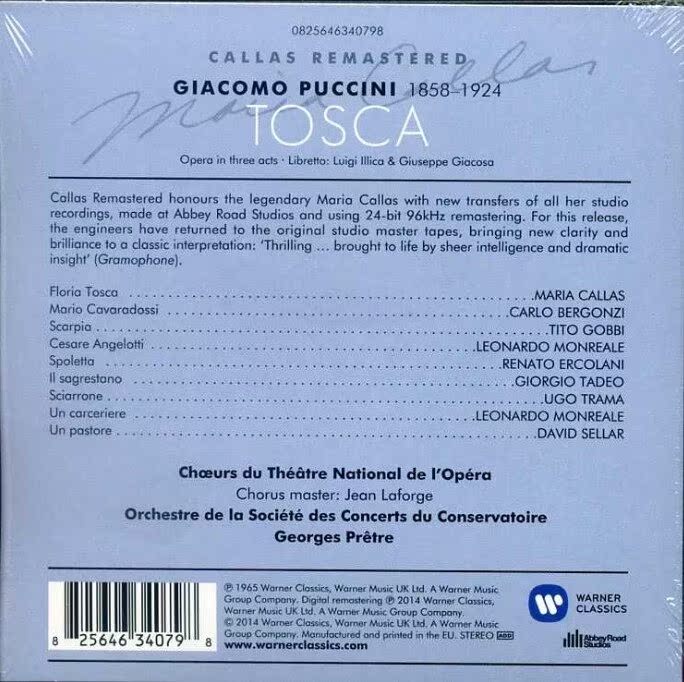 0825646340798
CALLAS REMASTERED
Maria Callas
GIACOMO PUCCINI 1858–1924
TOSCA
Opera in three acts · Libretto: Luigi Illica & Giuseppe Giacosa
Callas Remastered honours the legendary Maria Callas with new transfers of all her studio
recordings, made at Abbey Road Studios and using 24-bit 96kHz remastering. For this release,
the engineers have returned to the original studio master tapes, bringing new clarity and
brilliance to a classic interpretation: ‘Thrilling ... brought to life by sheer intelligence and dramatic
insight’ (Gramophone).
Floria Tosca ... MARIA CALLAS
Mario Cavaradossi ... CARLO BERGONZI
Scarpia ... TITO GOBBI
Cesare Angelotti ... LEONARDO MONREALE
Spoletta ... RENATO ERCOLANI
Il sagrestano ... GIORGIO TADEO
Sciarrone ... UGO TRAMA
Un carceriere ... LEONARDO MONREALE
Un pastore ... DAVID SELLAR
Chœurs du Théâtre National de l’Opéra
Chorus master: Jean Laforge
Orchestre de la Société des Concerts du Conservatoire
Georges Prêtre
℗ 1965 Warner Classics, Warner Music UK Ltd. A Warner Music
Group Company. Digital remastering ℗ 2014 Warner Classics,
Warner Music UK Ltd. A Warner Music Group Company.
© 2014 Warner Classics, Warner Music UK Ltd. A Warner Music
Group Company. Manufactured and printed in the EU. STEREO ADD
www.warnerclassics.com
8 25646 34079 8
WARNER
CLASSICS
AbbeyRoad
Studios